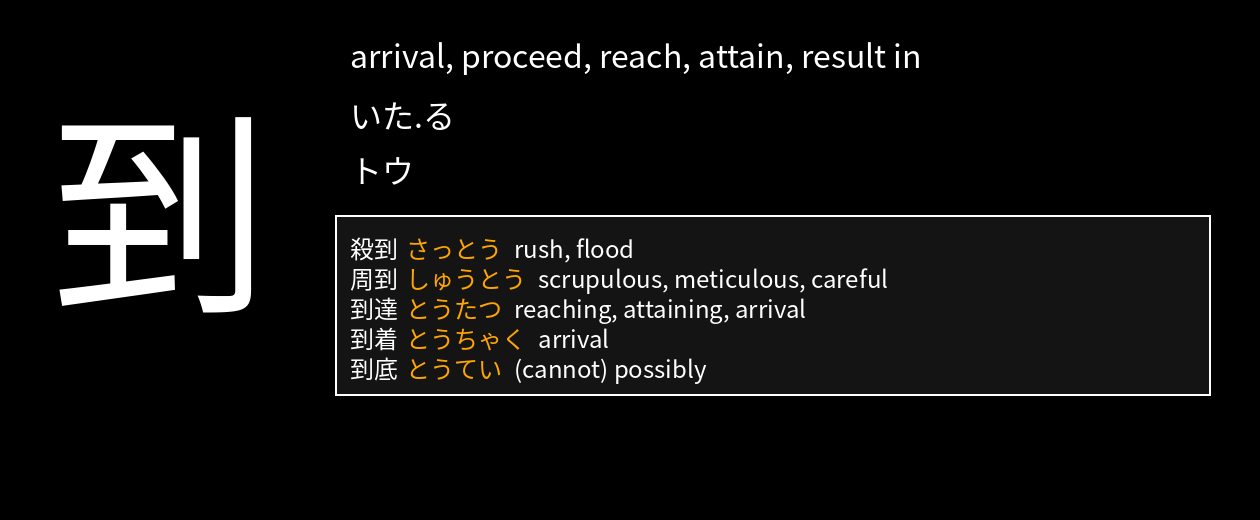 到
arrival, proceed, reach, attain, result in
いた.る
トウ
殺到 さっとう rush, flood
周到 しゅうとう scrupulous, meticulous, careful
到達 とうたつ reaching, attaining, arrival
到着 とうちゃく arrival
到底 とうてい (cannot) possibly